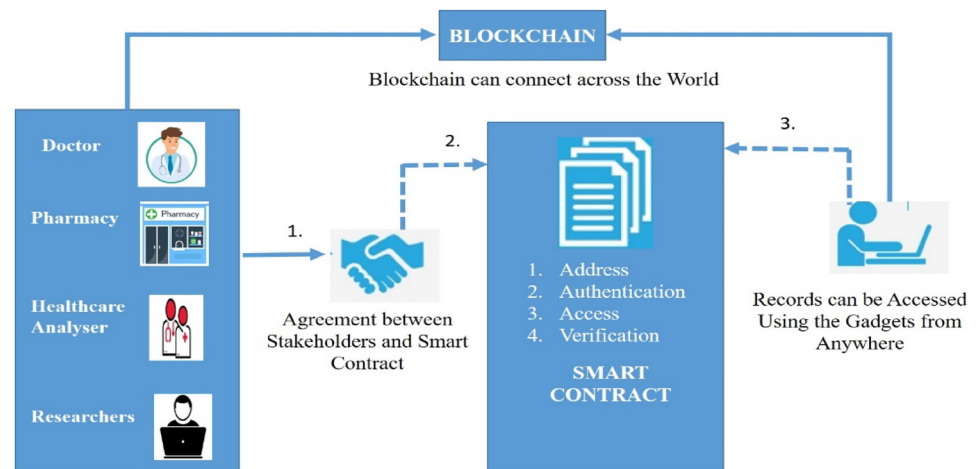 BLOCKCHAIN
Blockchain can connect across the World
Doctor
Pharmacy
Pharmacy
Healthcare
Analyser
Researchers
1.
Agreement between
Stakeholders and Smart
Contract
2.
1. Address
2. Authentication
3. Access
4. Verification
SMART
CONTRACT
3.
Records can be Accessed
Using the Gadgets from
Anywhere